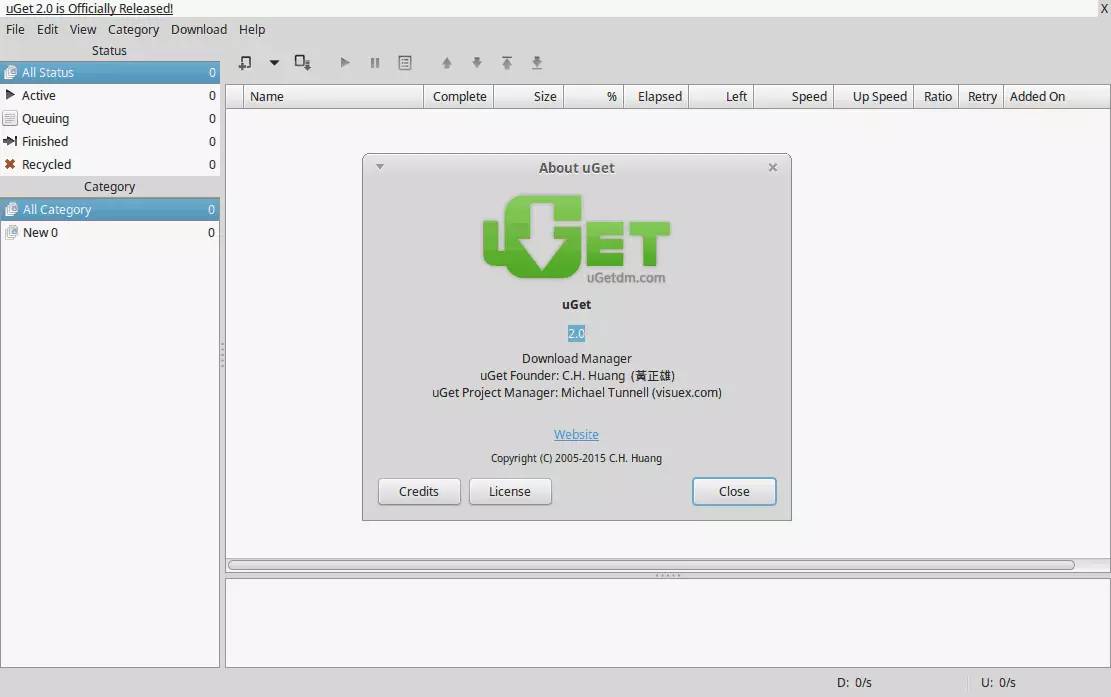 uGet 2.0 is Officially Released! X
File Edit View Category Download Help
Status
All Status 0
Active 0
Queuing 0
Finished 0
Recycled 0
Category
All Category 0
New 0 0
Name Complete Size % Elapsed Left Speed Up Speed Ratio Retry Added On
About uGet
uGET
uGetdm.com
uGet
2.0
Download Manager
uGet Founder: C.H. Huang (黃正雄)
uGet Project Manager: Michael Tunnell (visuex.com)
Website
Copyright (C) 2005-2015 C.H. Huang
Credits License Close
D: 0/s U: 0/s